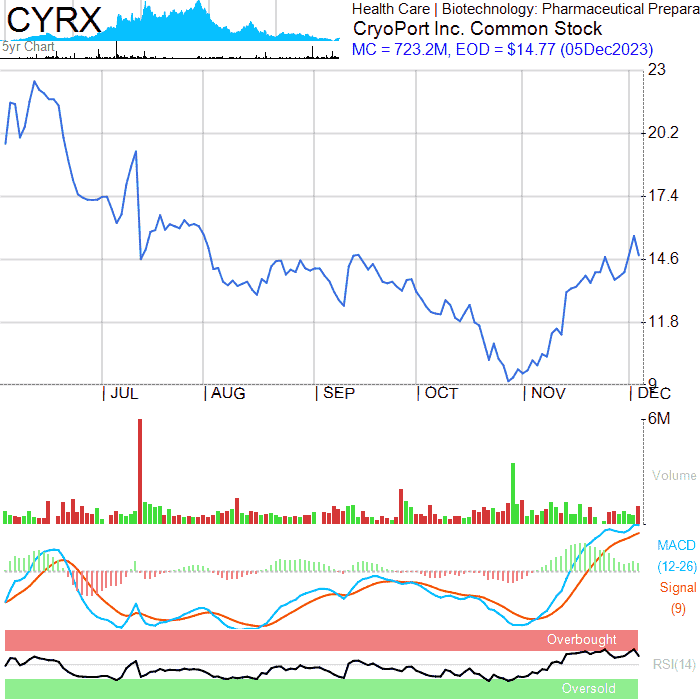 CYRX
5yr Chart
Health Care | Biotechnology: Pharmaceutical Prepara
CryoPort Inc. Common Stock
MC = 723.2M, EOD = $14.77 (05Dec2023)
23
20.2
17.4
14.6
11.8
9
| JUL | AUG | SEP | OCT | NOV | DEC
6M
Volume
MACD
(12-26)
Signal
(9)
Overbought
RSI(14)
Oversold